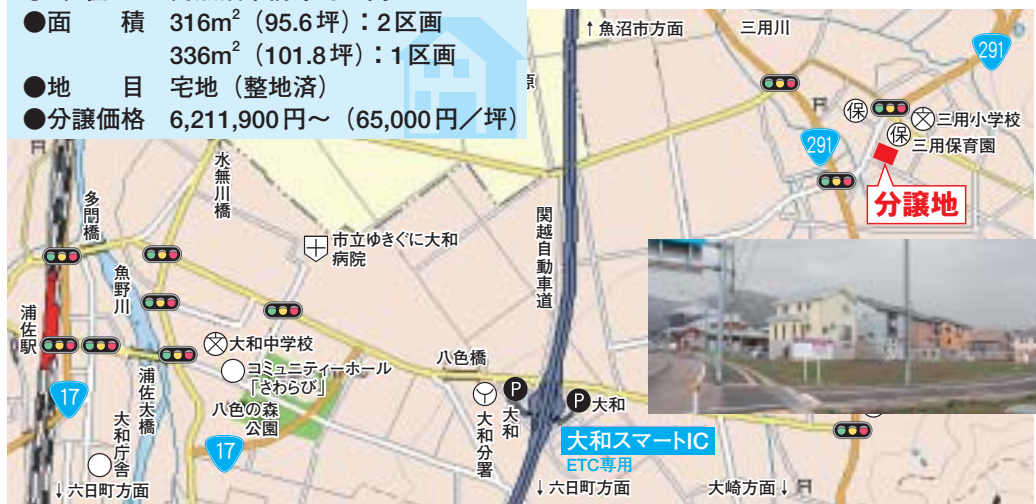 ●面　積　316m²（95.6坪）：2区画
336m²（101.8坪）：1区画
●地　目　宅地（整地済）
●分譲価格　6,211,900円〜（65,000円／坪）
↑魚沼市方面
三用川
291
保
文 三用小学校
保 三用保育園
291
分譲地
原
水無川橋
多門橋
市立ゆきぐに大和
病院
関越自動車道
魚野川
浦佐駅
文 大和中学校
コミュニティーホール
「さわらび」
八色橋
17
浦佐大橋
八色の森
公園
大和庁舎
17
大和分署
P 大和
P 大和
大和スマートIC
ETC専用
↓六日町方面
↓六日町方面
大崎方面↓